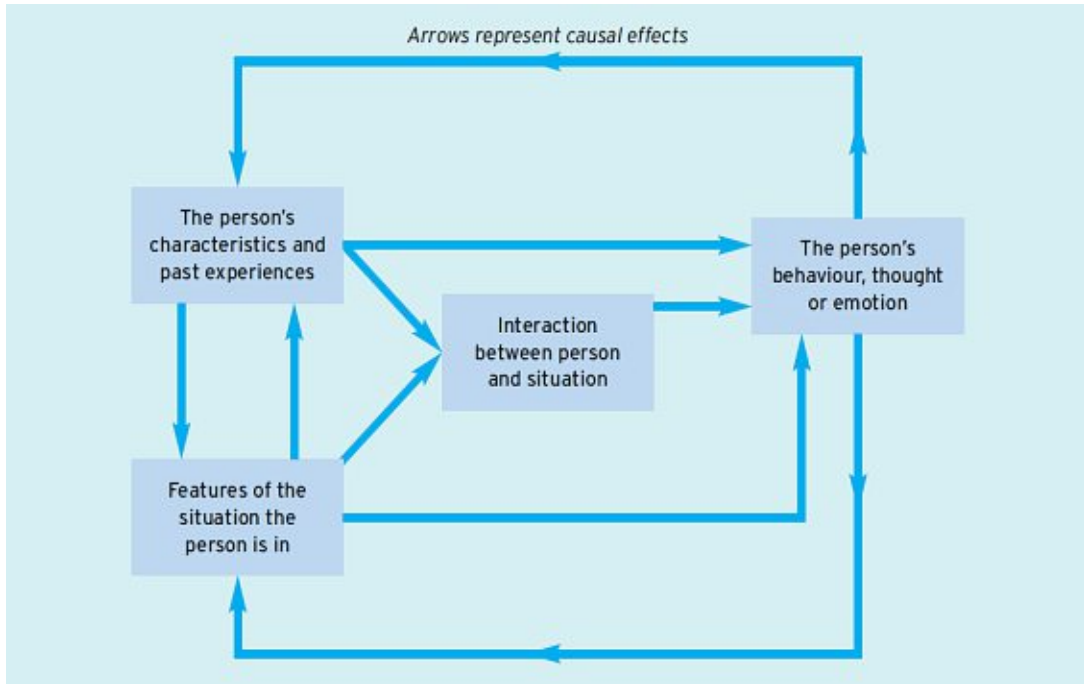 Arrows represent causal effects
The person's
characteristics and
past experiences
The person's
behaviour, thought
or emotion
Interaction
between person
and situation
Features of the
situation the
person is in